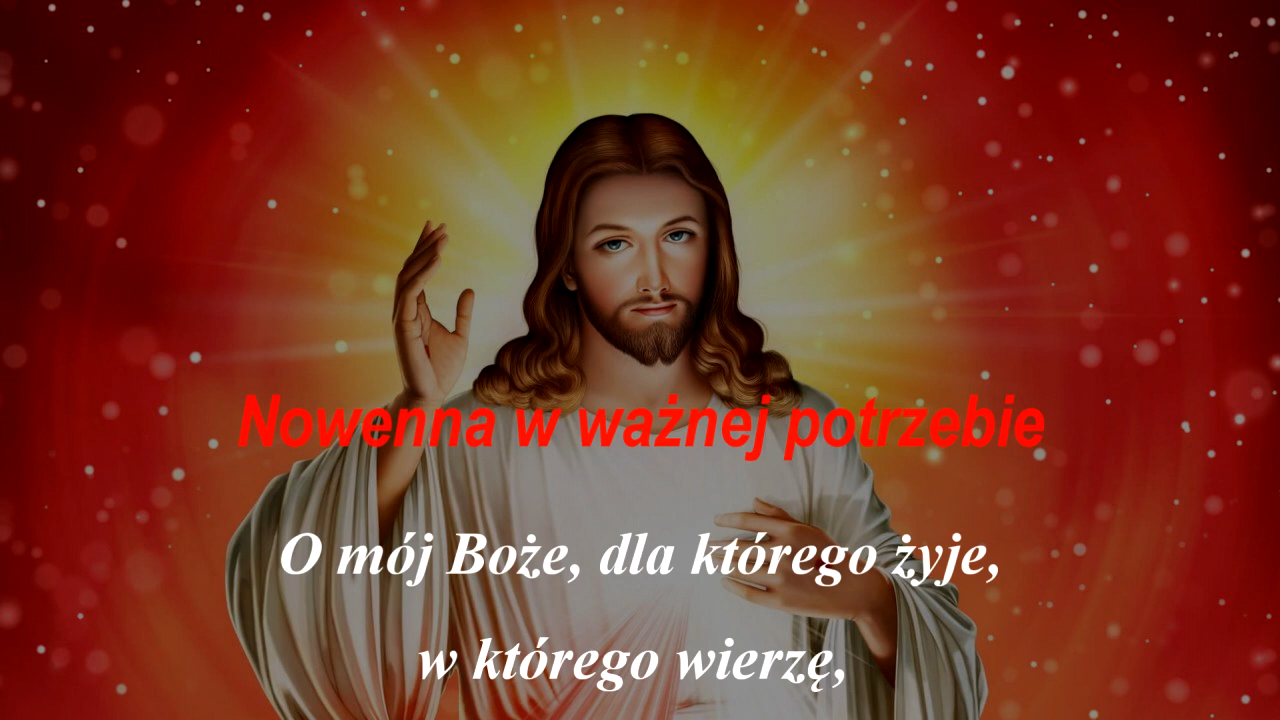 Nowenna w ważnej potrzebie
O mój Boże, dla którego żyje,
w którego wierzę,